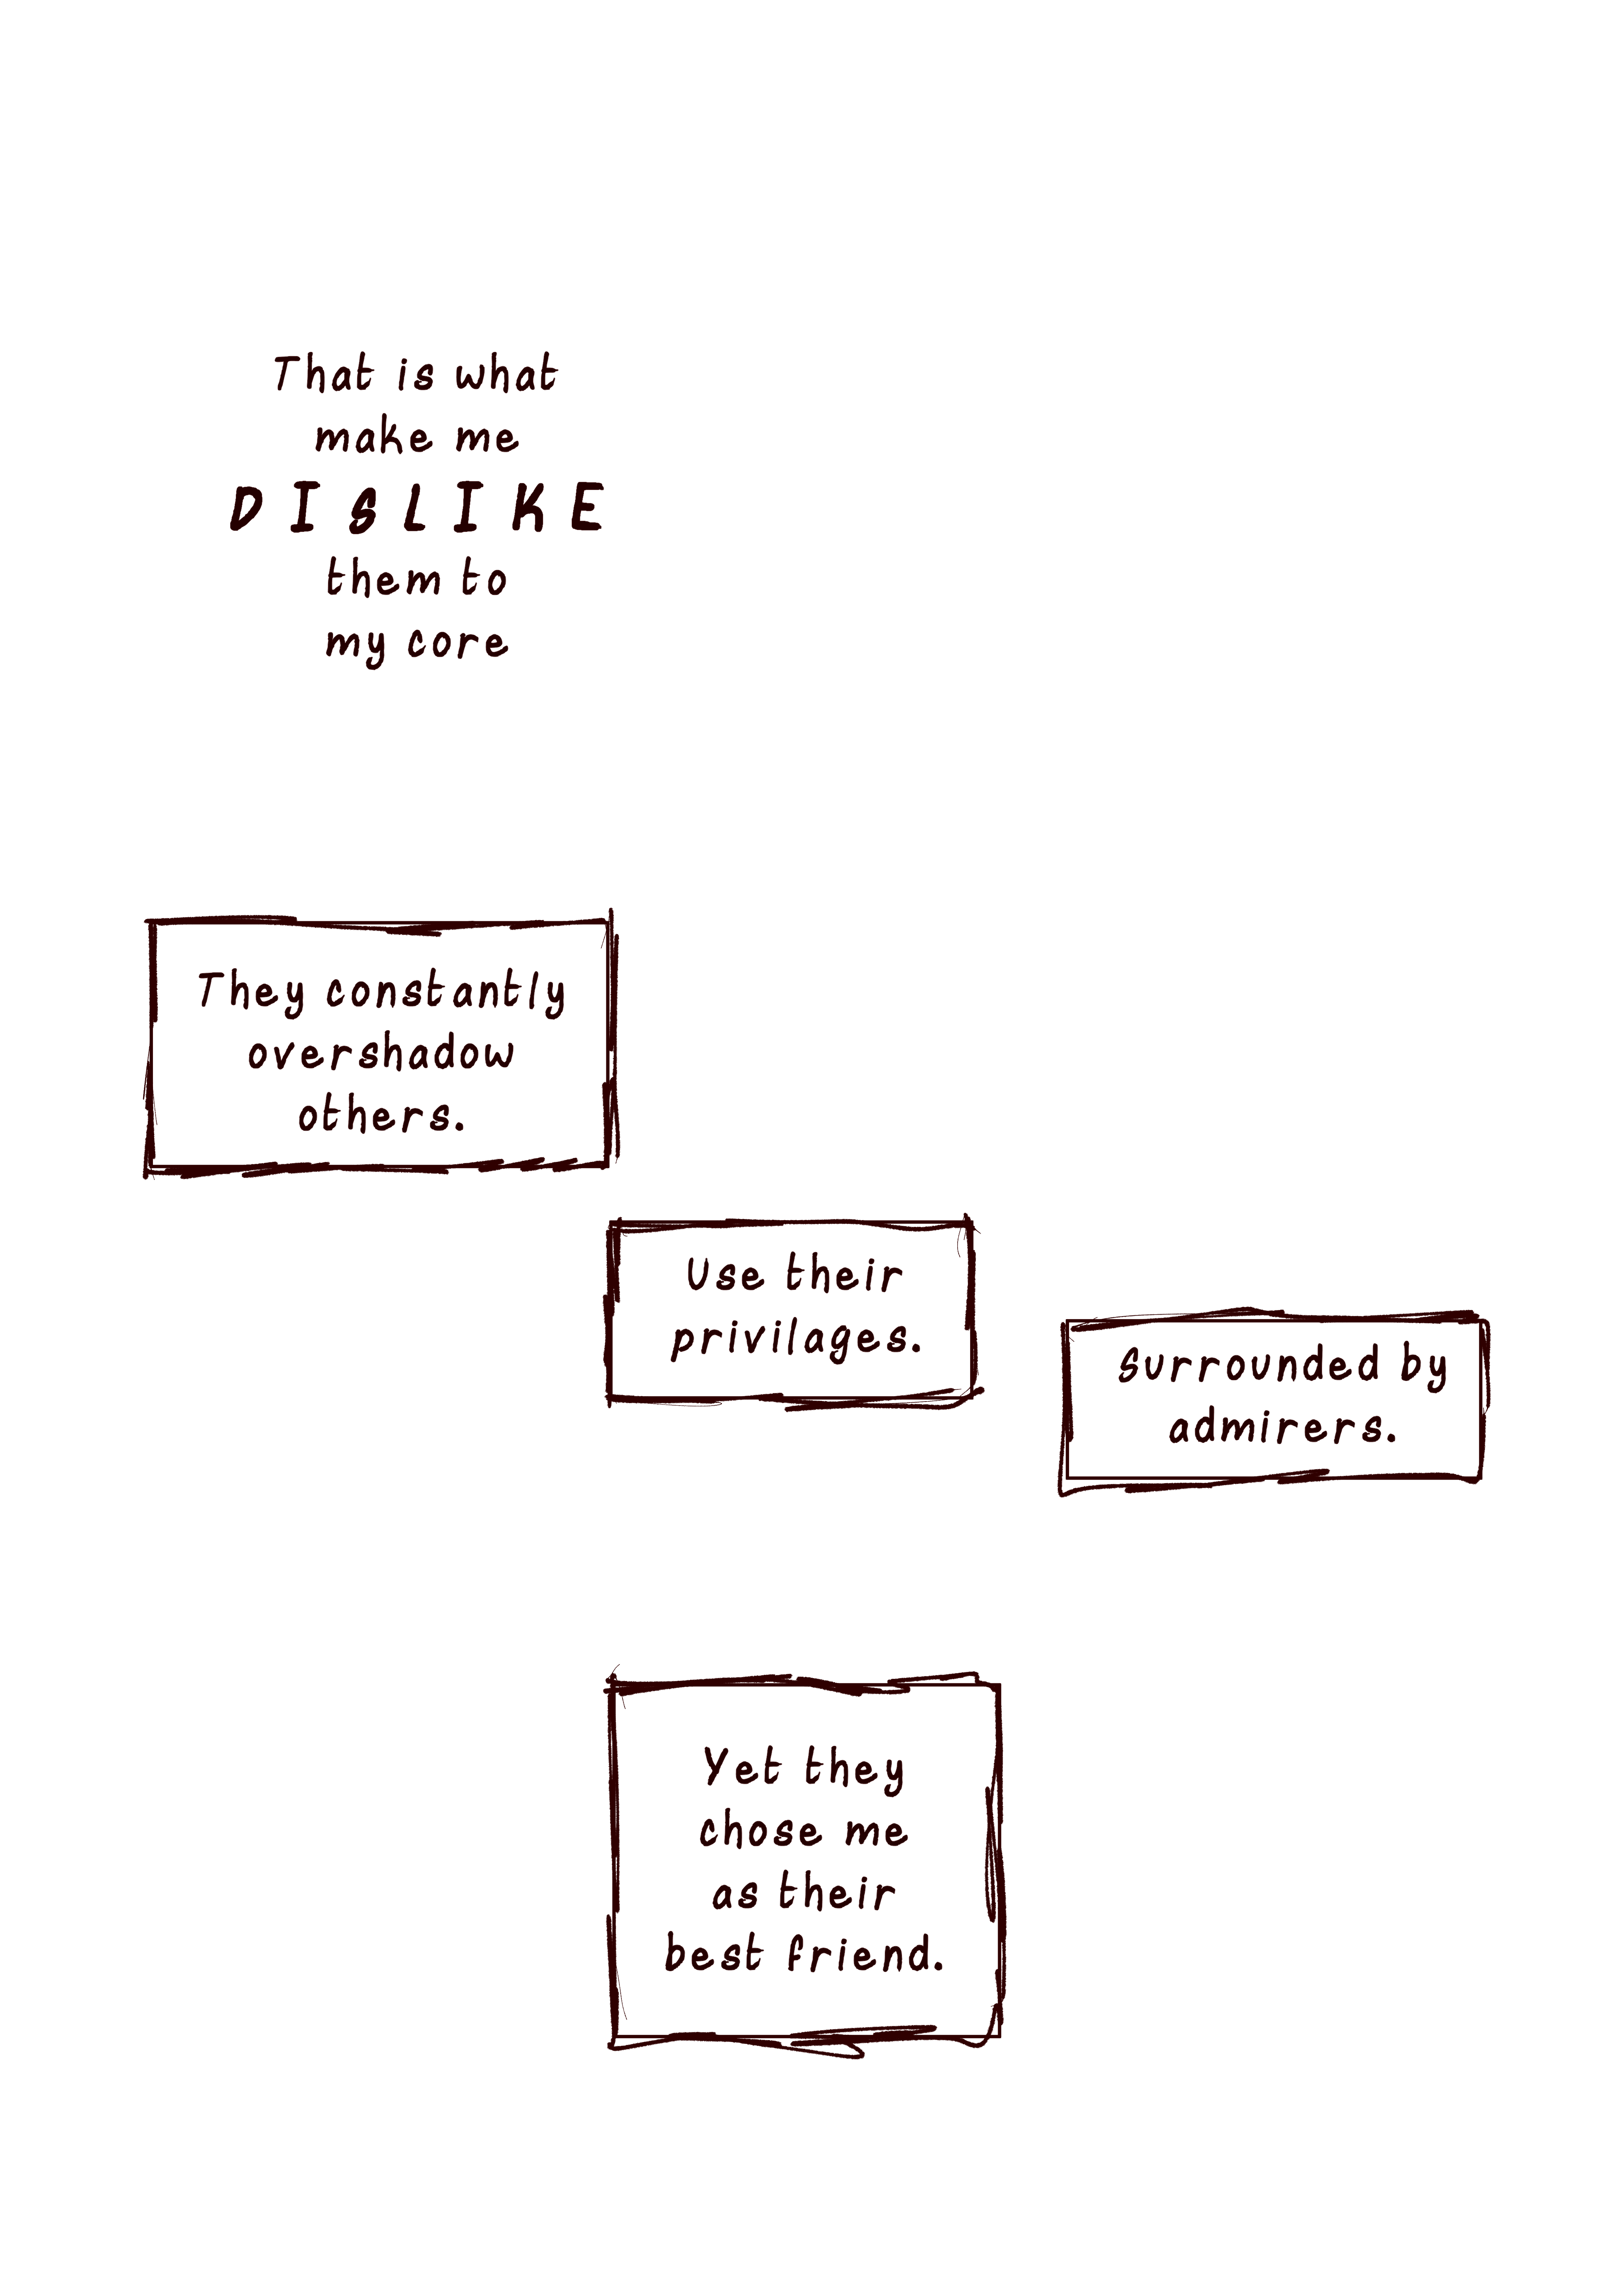 That is what
make me
DISLIKE
them to
my core
They constantly
overshadow
others.
Use their
privilages.
Surrounded by
admirers.
Yet they
chose me
as their
best friend.